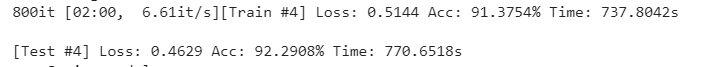 800it [02:00,  6.61it/s][Train #4] Loss: 0.5144 Acc: 91.3754% Time: 737.8042s
[Test #4] Loss: 0.4629 Acc: 92.2908% Time: 770.6518s